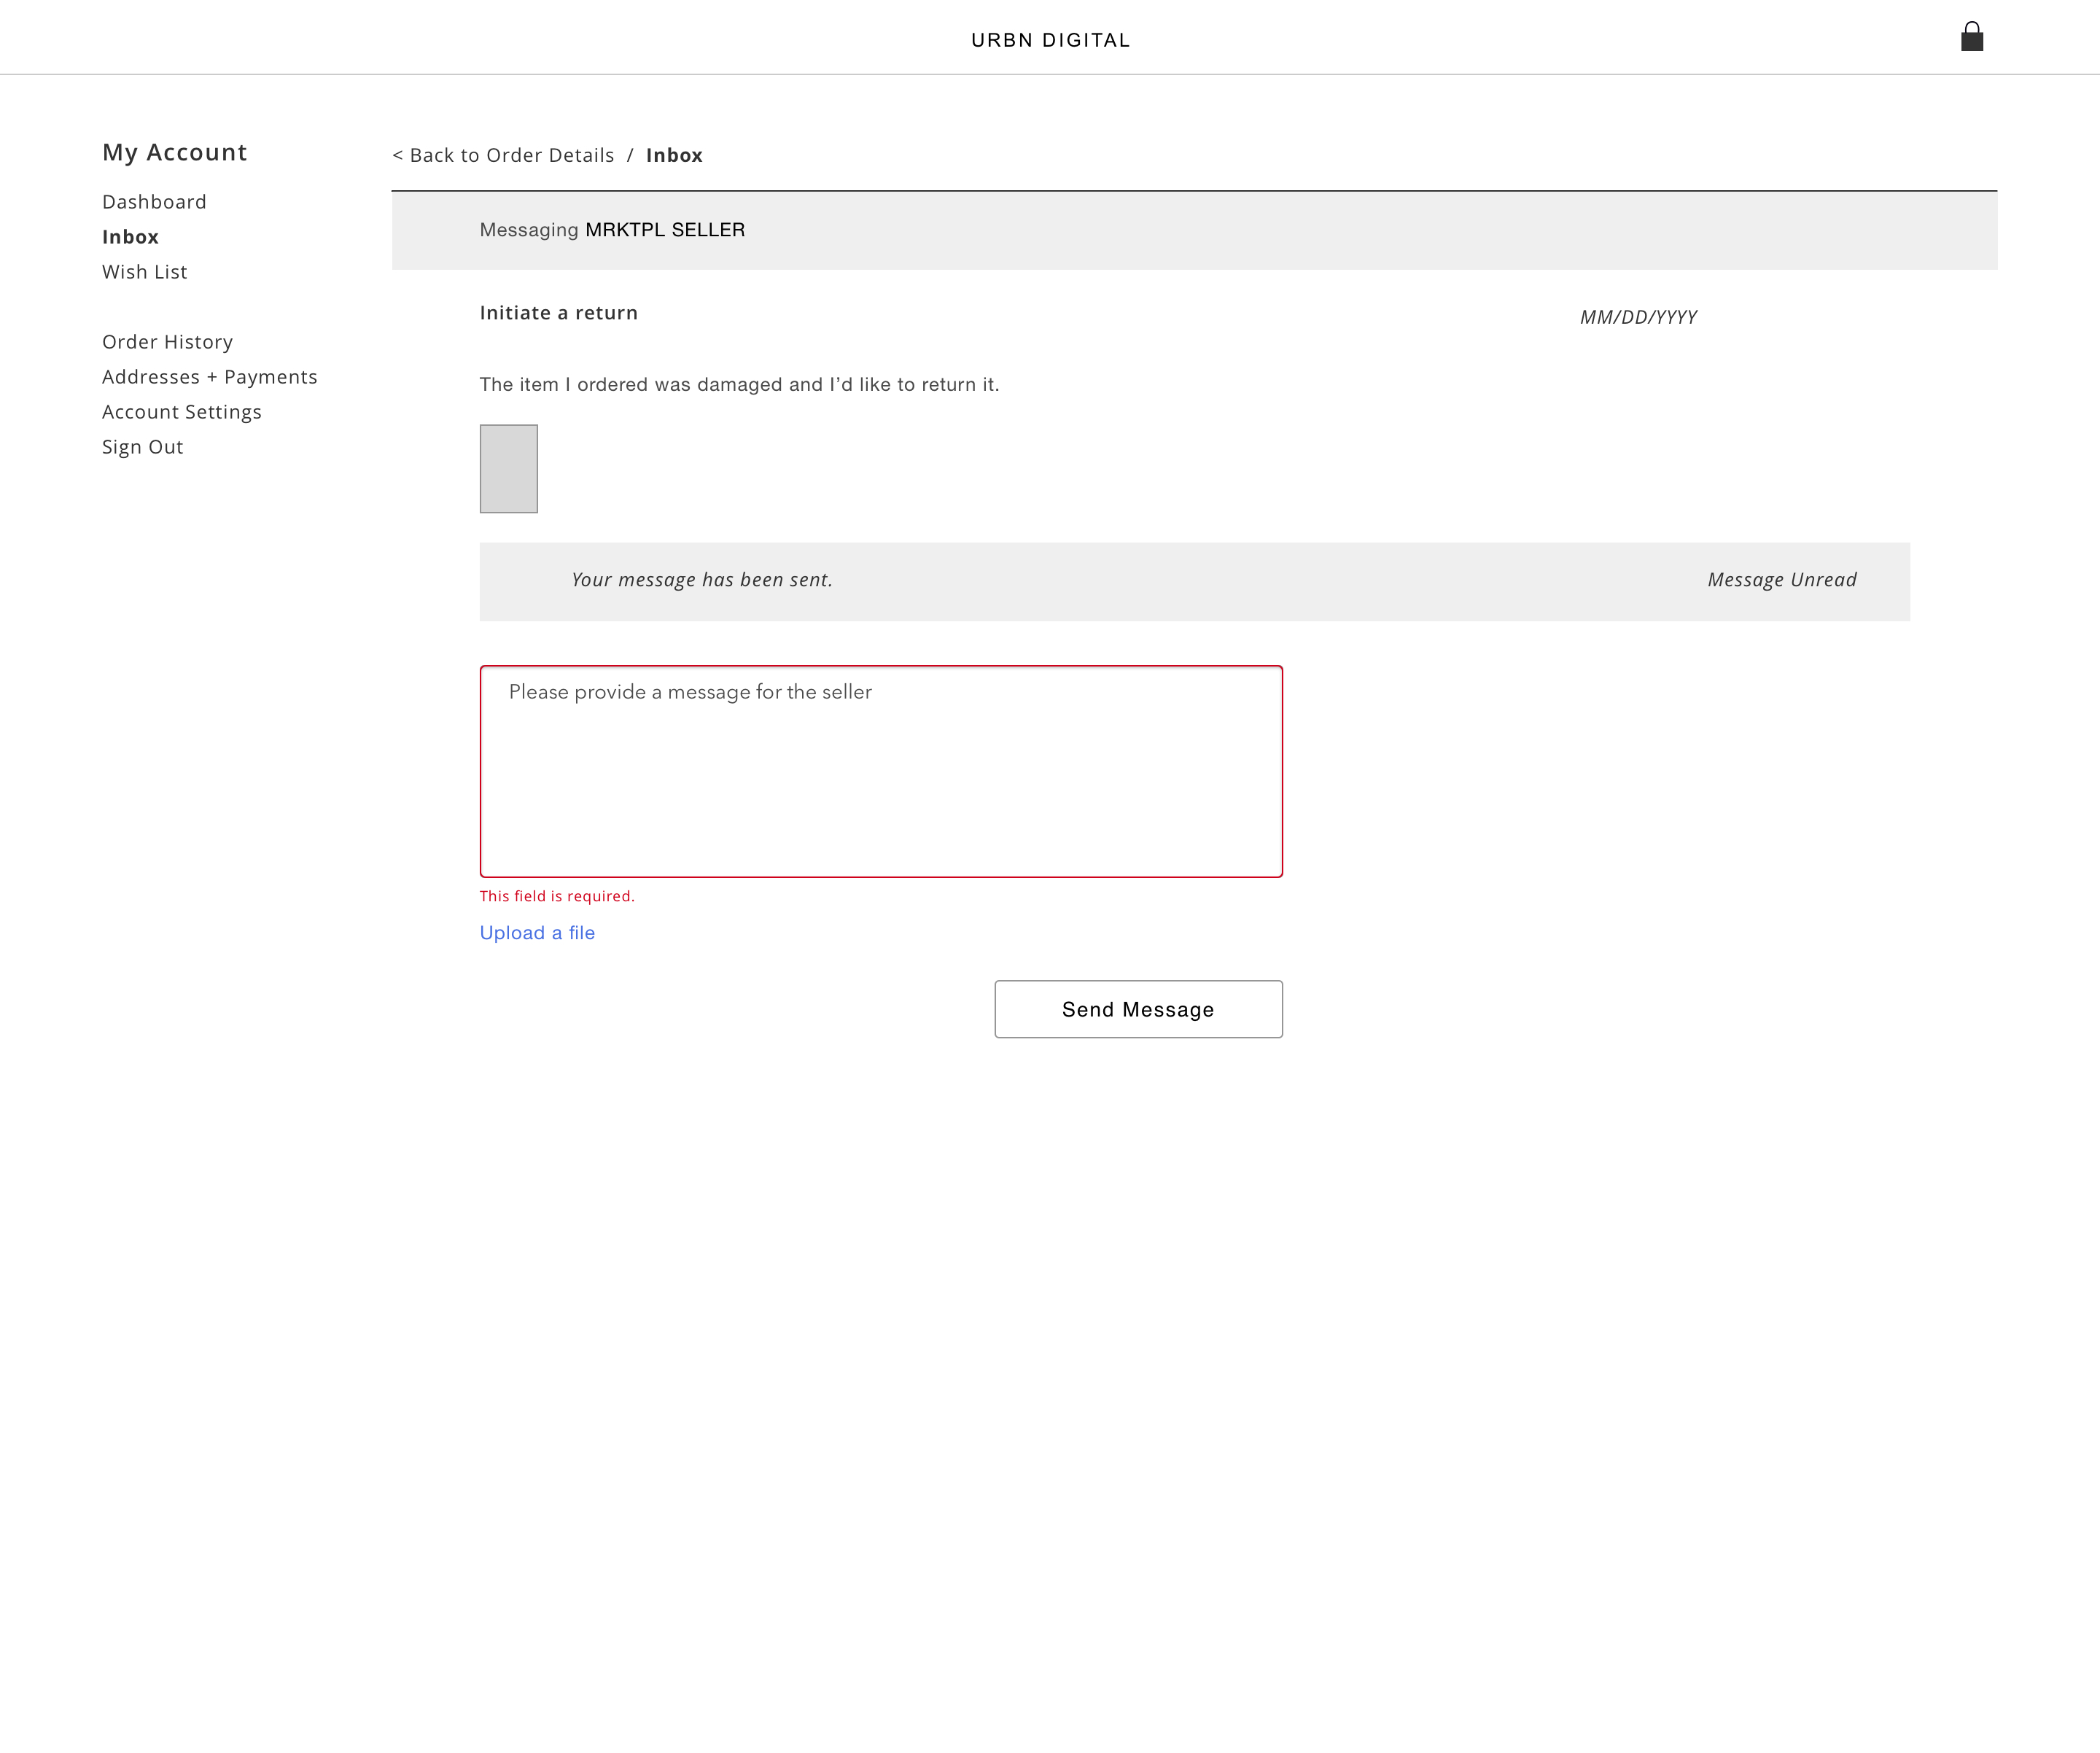 URBN DIGITAL
My Account
Dashboard
Inbox
Wish List
Order History
Addresses + Payments
Account Settings
Sign Out
< Back to Order Details / Inbox
Messaging MRKTPL SELLER
Initiate a return
MM/DD/YYYY
The item I ordered was damaged and I’d like to return it.
Your message has been sent.
Message Unread
Please provide a message for the seller
This field is required.
Upload a file
Send Message